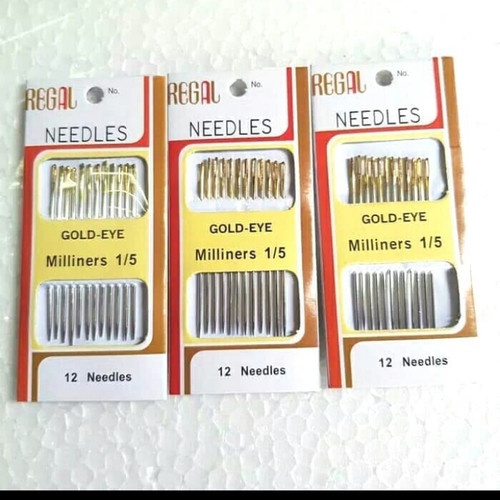 REGAL
No.
NEEDLES
GOLD-EYE
Milliners 1/5
12 Needles
REGAL
No.
NEEDLES
GOLD-EYE
Milliners 1/5
12 Needles
REGAL
No.
NEEDLES
GOLD-EYE
Milliners 1/5
12 Needles